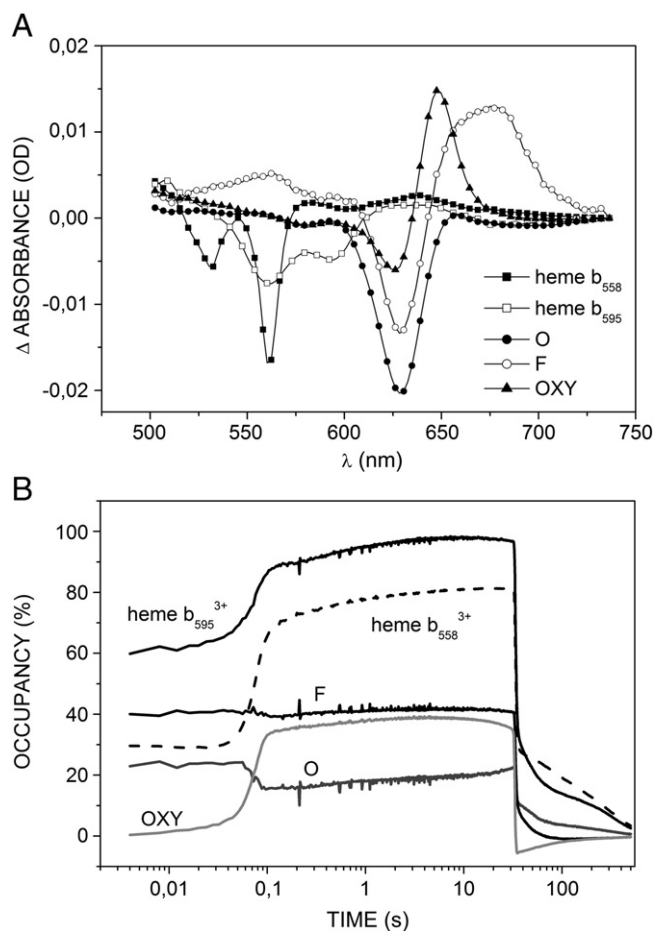 A
0,02
0,01
0,00
-0,01
-0,02
Δ ABSORBANCE (OD)
heme b558
heme b595
O
F
OXY
500 550 600 650 700 750
λ (nm)
B
100
80
60
40
20
0
OCCUPANCY (%)
heme b595 3+
heme b558 3+
F
O
OXY
0,01 0,1 1 10 100
TIME (s)